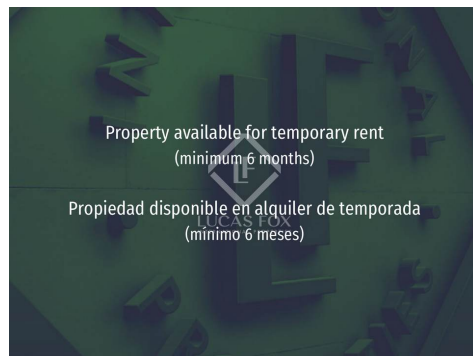 Property available for temporary rent
(minimum 6 months)
LF
Propiedad disponible en alquiler de temporada
LUCAS FOX
(mínimo 6 meses)